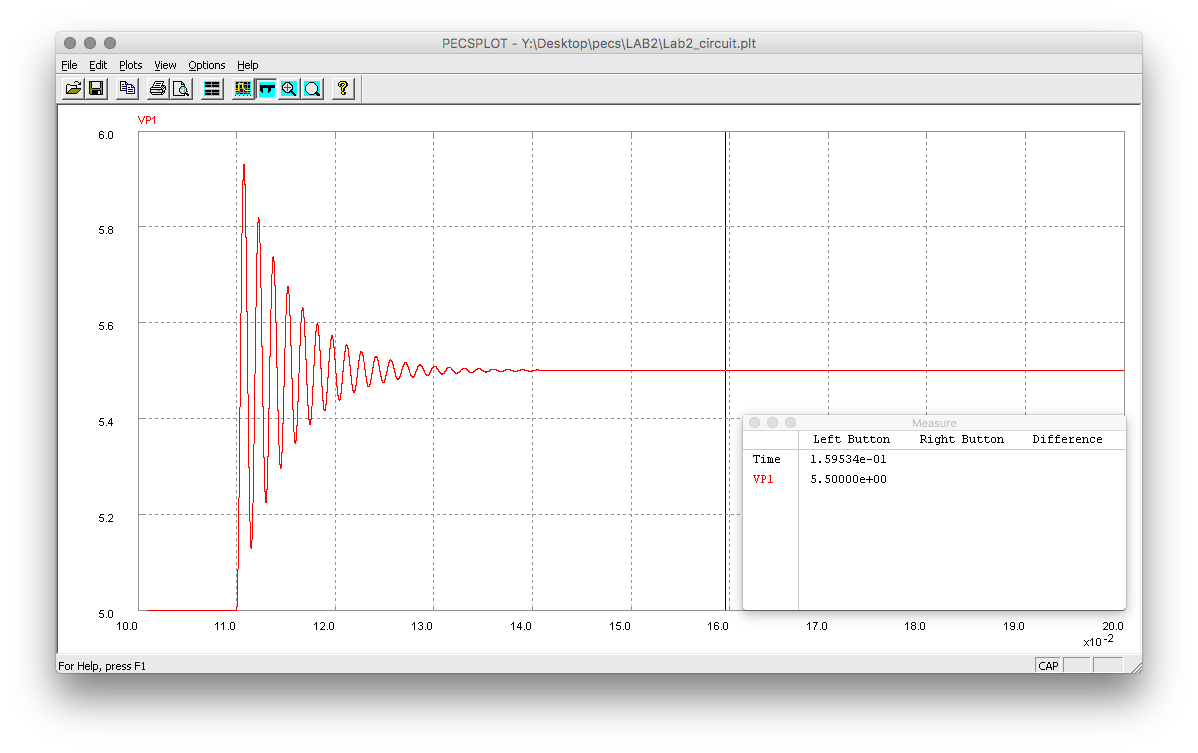 PECSPLOT - Y:\Desktop\pecs\LAB2\Lab2_circuit.plt
File Edit Plots View Options Help
VP1
6.0
5.8
5.6
5.4
5.2
5.0
10.0 11.0 12.0 13.0 14.0 15.0 16.0 17.0 18.0 19.0 20.0
x10 -2
Measure
Left Button Right Button Difference
Time 1.59534e-01
VP1 5.50000e+00
For Help, press F1
CAP